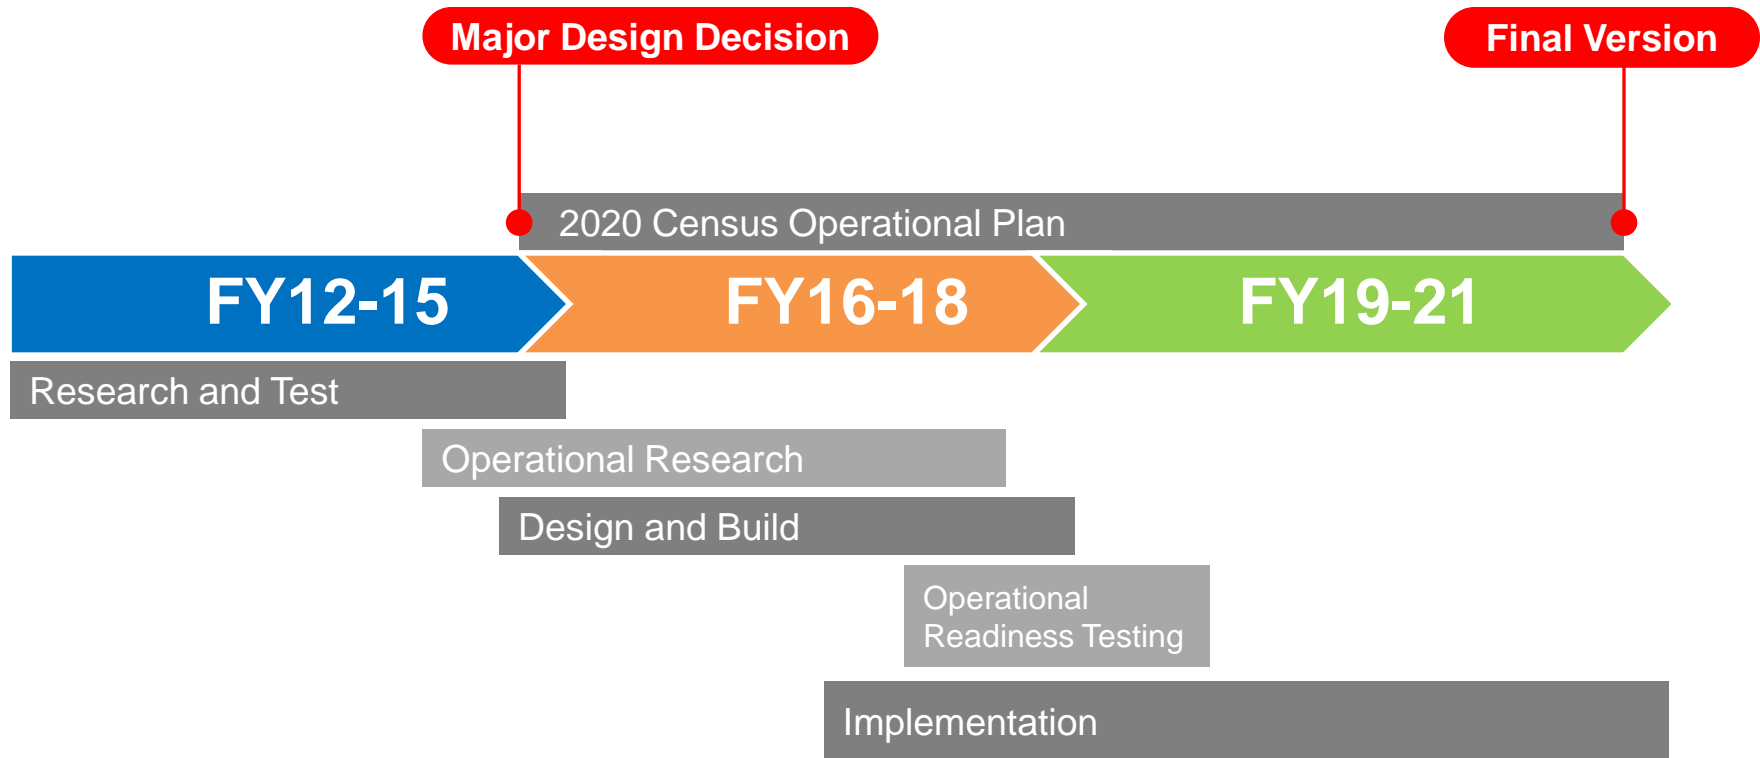 Major Design Decision
Final Version
2020 Census Operational Plan
FY12-15
FY16-18
FY19-21
Research and Test
Operational Research
Design and Build
Operational
Readiness Testing
Implementation